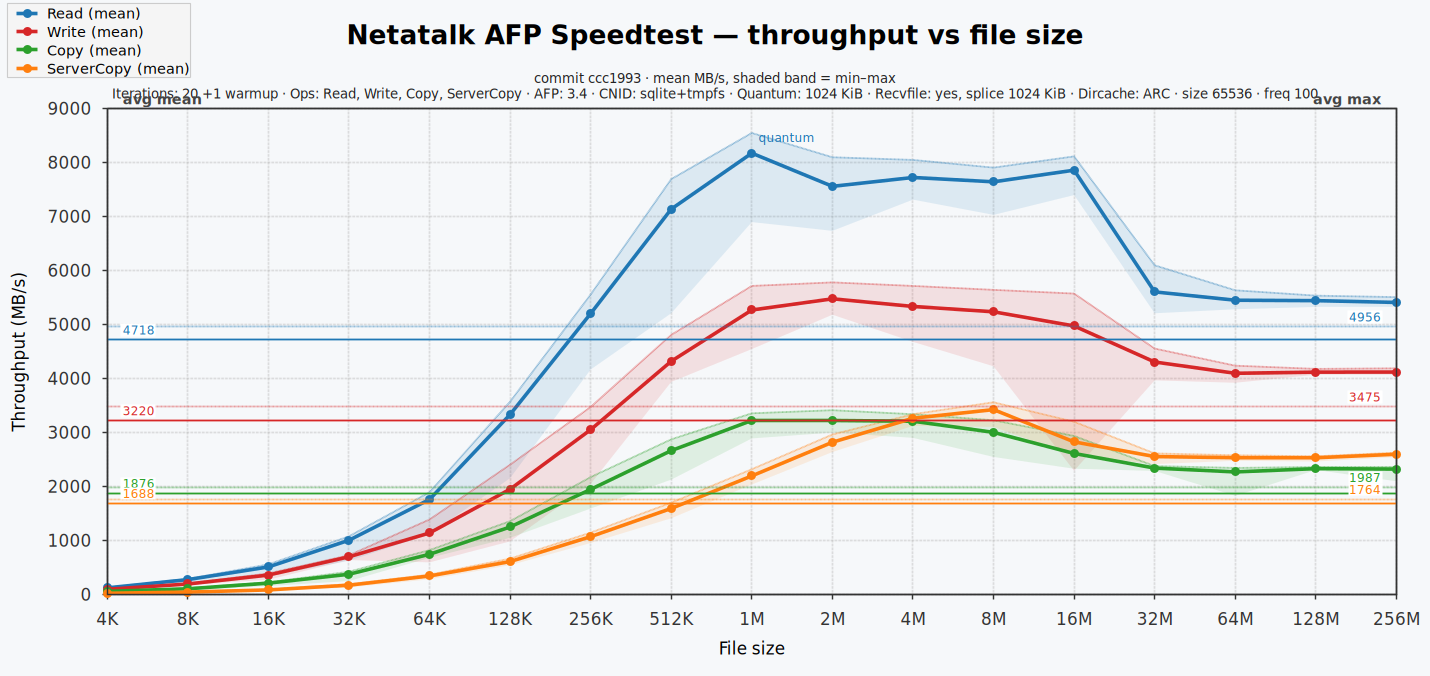 Read (mean)
Write (mean)
Copy (mean)
ServerCopy (mean)
Netatalk AFP Speedtest — throughput vs file size
commit ccc1993 · mean MB/s, shaded band = min–max
Iterations: 20 +1 warmup · Ops: Read, Write, Copy, ServerCopy · AFP: 3.4 · CNID: sqlite+tmpfs · Quantum: 1024 KiB · Recvfile: yes, splice 1024 KiB · Dircache: ARC · size 65536 · freq 100
avg mean
avg max
9000
8000
7000
6000
5000
4000
3000
2000
1000
0
Throughput (MB/s)
quantum
4718
4956
3220
3475
1876
1987
1688
1764
4K 8K 16K 32K 64K 128K 256K 512K 1M 2M 4M 8M 16M 32M 64M 128M 256M
File size